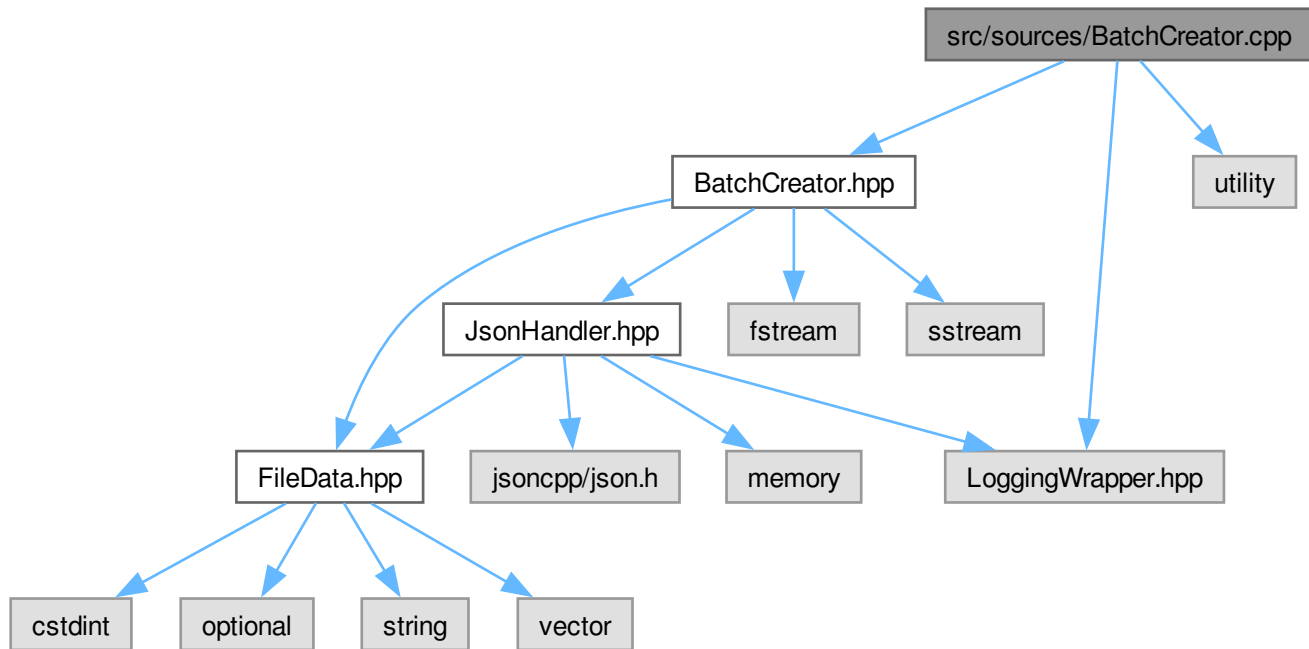 src/sources/BatchCreator.cpp
BatchCreator.hpp
utility
JsonHandler.hpp
fstream
sstream
FileData.hpp
jsoncpp/json.h
memory
LoggingWrapper.hpp
cstdint
optional
string
vector